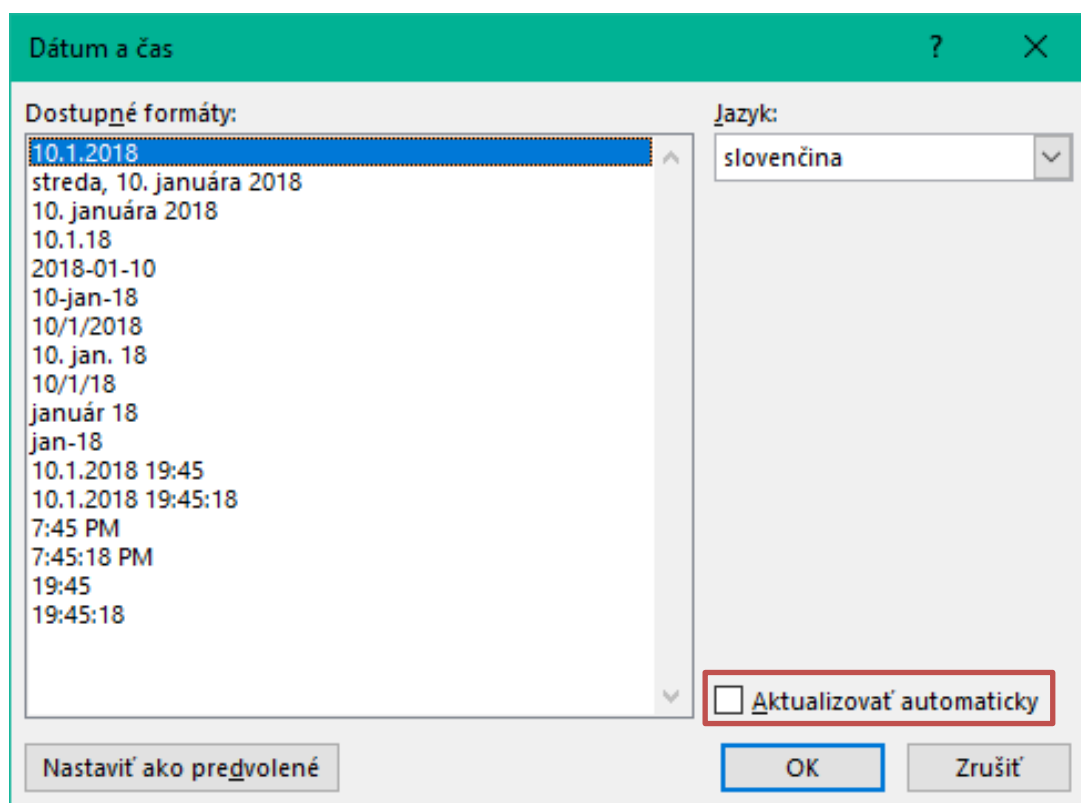 Dátum a čas
Dostupné formáty:
10.1.2018
streda, 10. januára 2018
10. januára 2018
10.1.18
2018-01-10
10-jan-18
10/1/2018
10. jan. 18
10/1/18
január 18
jan-18
10.1.2018 19:45
10.1.2018 19:45:18
7:45 PM
7:45:18 PM
19:45
19:45:18
Jazyk:
slovenčina
Aktualizovať automaticky
Nastaviť ako predvolené
OK
Zrušiť